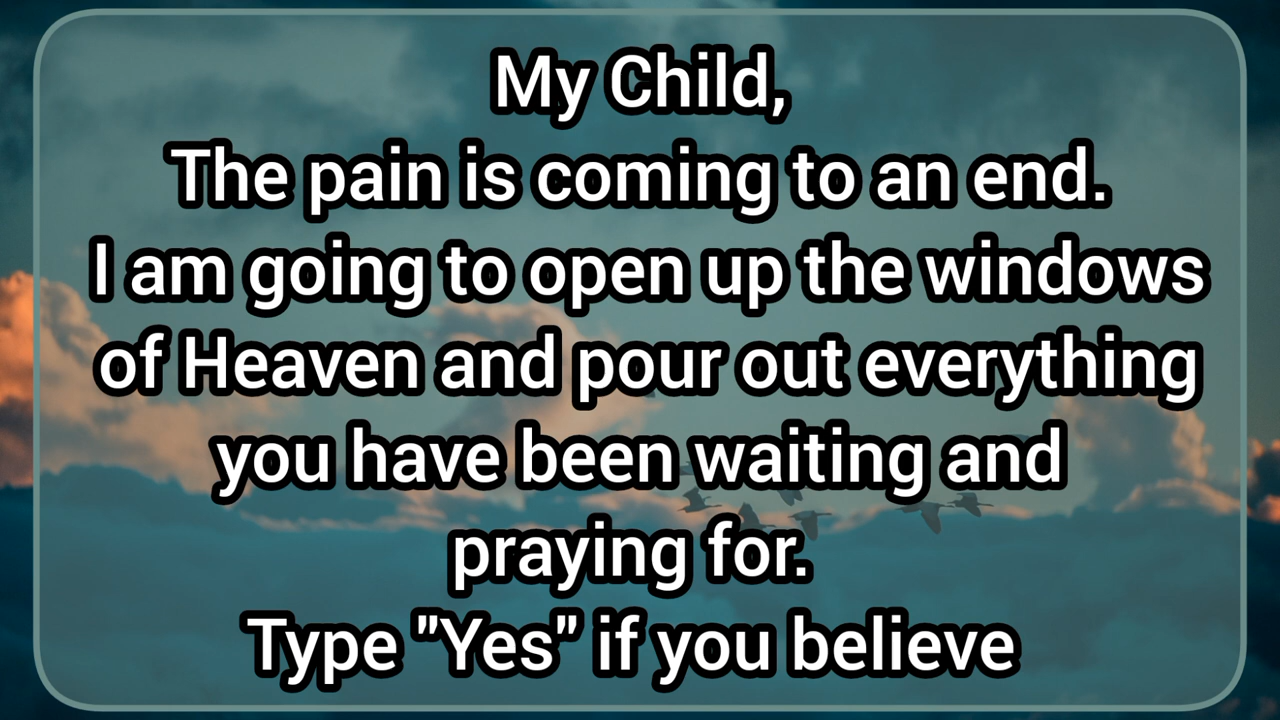 My Child,
The pain is coming to an end.
I am going to open up the windows
of Heaven and pour out everything
you have been waiting and
praying for.
Type "Yes" if you believe